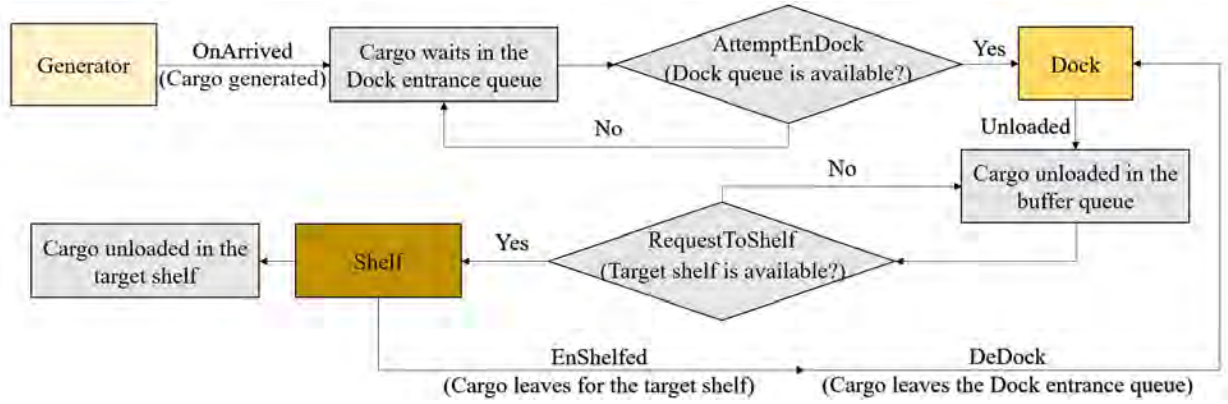 Generator
OnArrived
(Cargo generated)
Cargo waits in the
Dock entrance queue
AttemptEnDock
(Dock queue is available?)
Yes
Dock
No
Unloaded
Cargo unloaded in the
buffer queue
No
RequestToShelf
(Target shelf is available?)
Yes
Shelf
Cargo unloaded in the
target shelf
EnShelfed
(Cargo leaves for the target shelf)
DeDock
(Cargo leaves the Dock entrance queue)